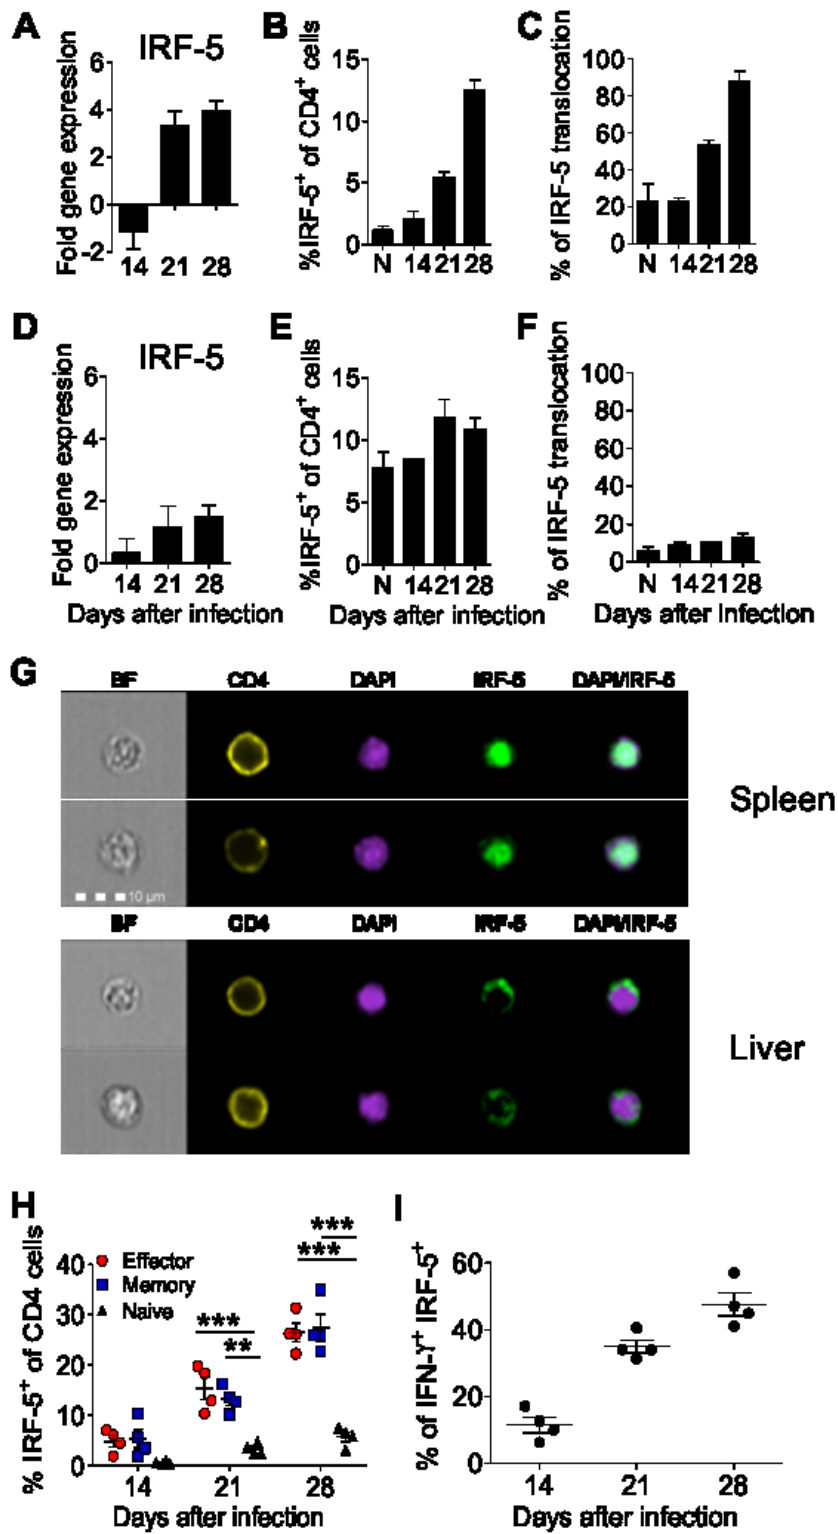 A
IRF-5
Fold gene expression
6
4
2
0
-2
14 21 28
B
%IRF-5+ of CD4+ cells
15
10
5
0
N 14 21 28
C
% of IRF-5 translocation
100
80
60
40
20
0
N 14 21 28
D
IRF-5
Fold gene expression
6
4
2
0
14 21 28
Days after infection
E
%IRF-5+ of CD4+ cells
15
10
5
0
N 14 21 28
Days after infection
F
% of IRF-5 translocation
100
80
60
40
20
0
N 14 21 28
Days after Infection
G
BF CD4 DAPI IRF-5 DAPI/IRF-5
Spleen
10 µm
BF CD4 DAPI IRF-5 DAPI/IRF-5
Liver
H
% IRF-5+ of CD4 cells
40
30
20
10
0
Effector
Memory
Naive
***
**
***
***
14 21 28
Days after infection
I
% of IFN-γ+ IRF-5+
60
40
20
0
14 21 28
Days after infection